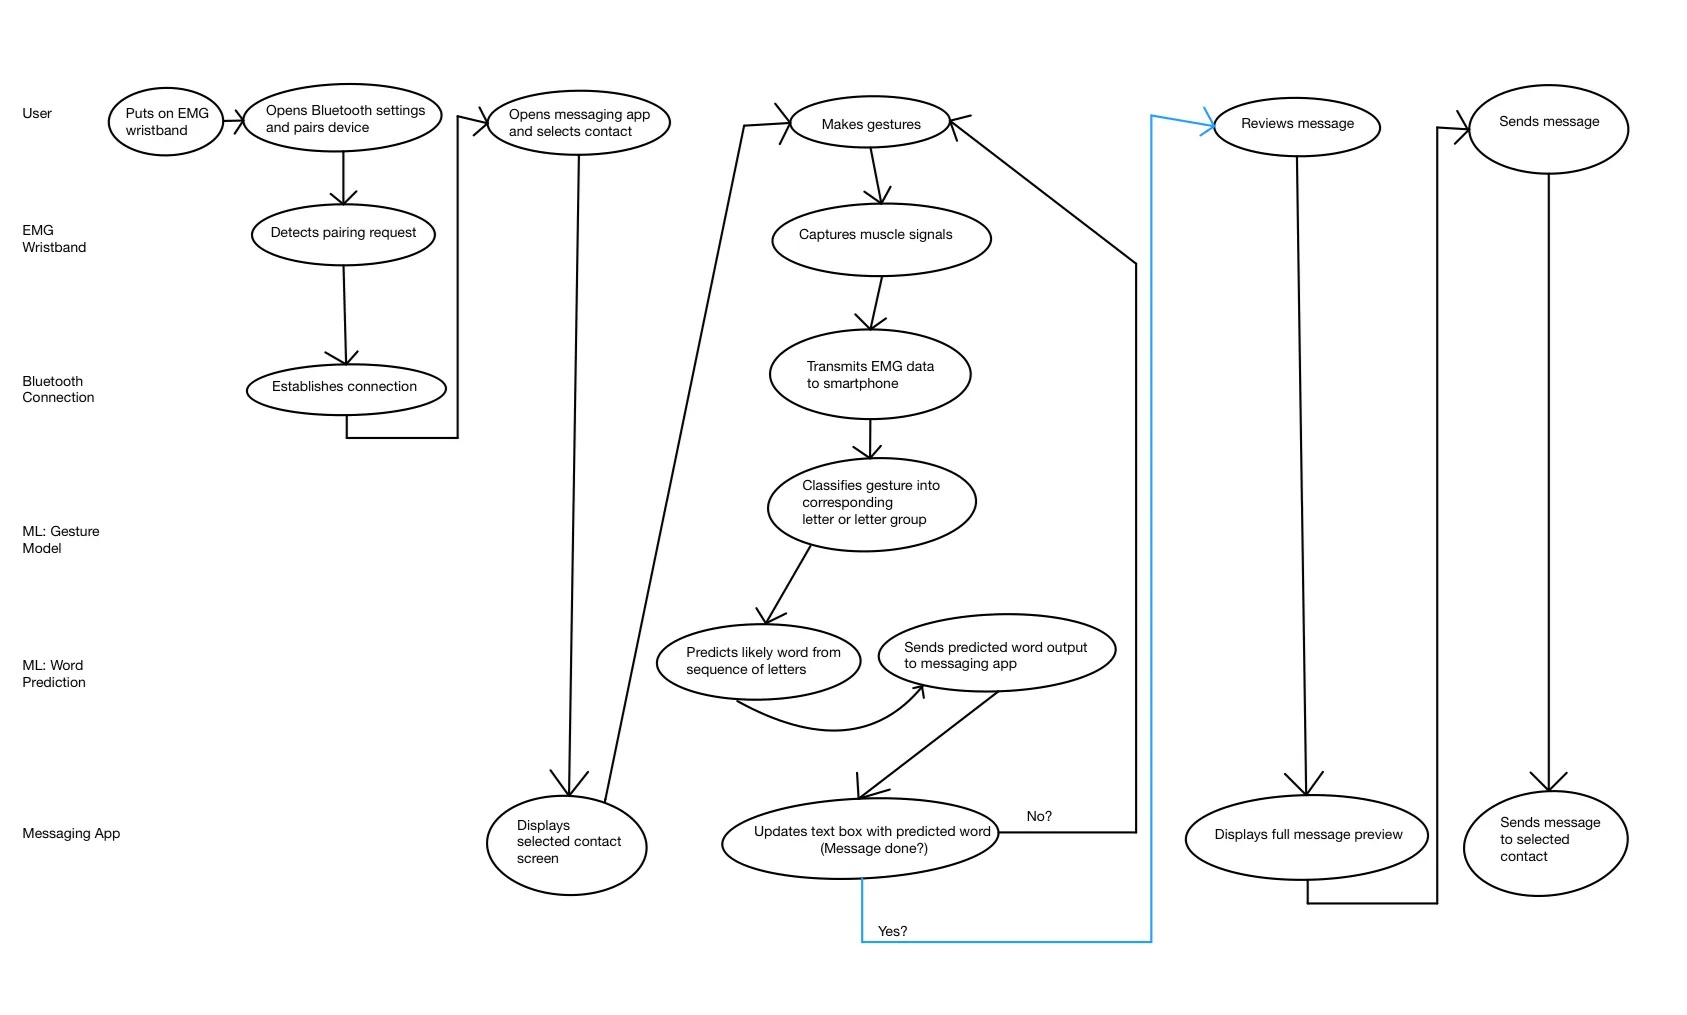 User
Puts on EMG
wristband
Opens Bluetooth settings
and pairs device
Opens messaging app
and selects contact
Makes gestures
Reviews message
Sends message
EMG
Wristband
Detects pairing request
Captures muscle signals
Bluetooth
Connection
Establishes connection
Transmits EMG data
to smartphone
ML: Gesture
Model
Classifies gesture into
corresponding
letter or letter group
ML: Word
Prediction
Predicts likely word from
sequence of letters
Sends predicted word output
to messaging app
Messaging App
Displays
selected contact
screen
Updates text box with predicted word
(Message done?)
No?
Yes?
Displays full message preview
Sends message
to selected
contact